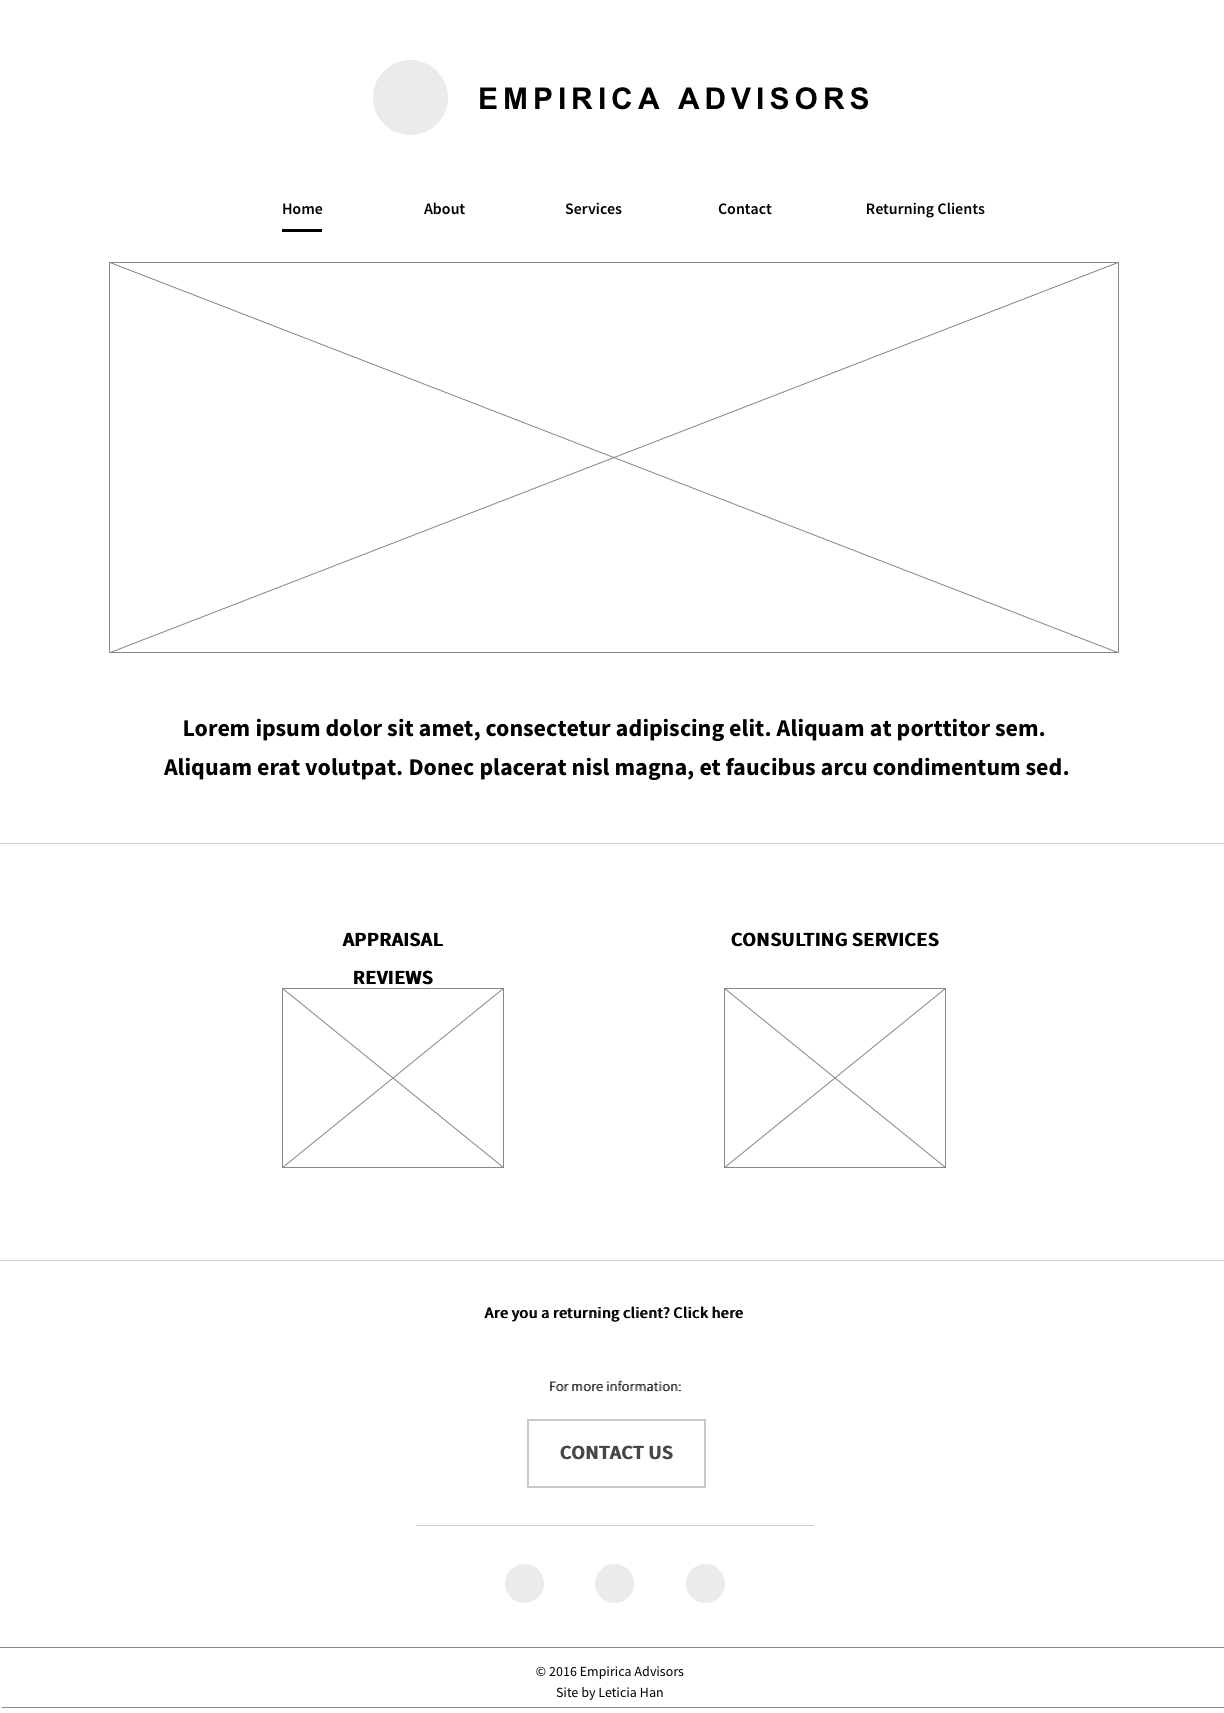 EMPIRICA ADVISORS
Home About Services Contact Returning Clients
Lorem ipsum dolor sit amet, consectetur adipiscing elit. Aliquam at porttitor sem.
Aliquam erat volutpat. Donec placerat nisl magna, et faucibus arcu condimentum sed.
APPRAISAL
REVIEWS
CONSULTING SERVICES
Are you a returning client? Click here
For more information:
CONTACT US
© 2016 Empirica Advisors
Site by Leticia Han